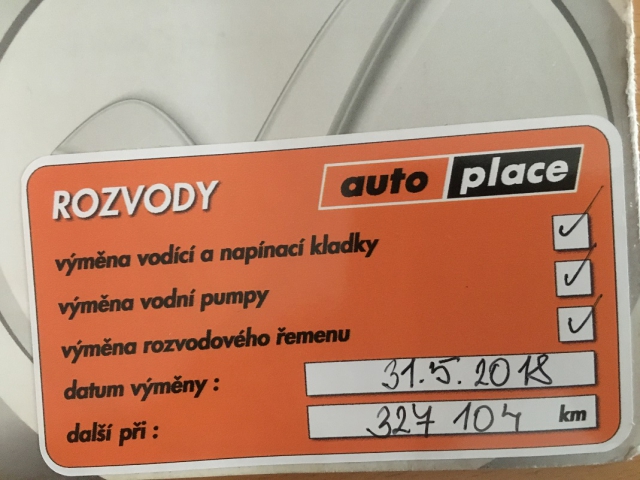 ROZVODY auto place
výměna vodící a napínací kladky ✓
výměna vodní pumpy ✓
výměna rozvodového řemenu ✓
datum výměny : 31.5.2018
další při : 327 104 km